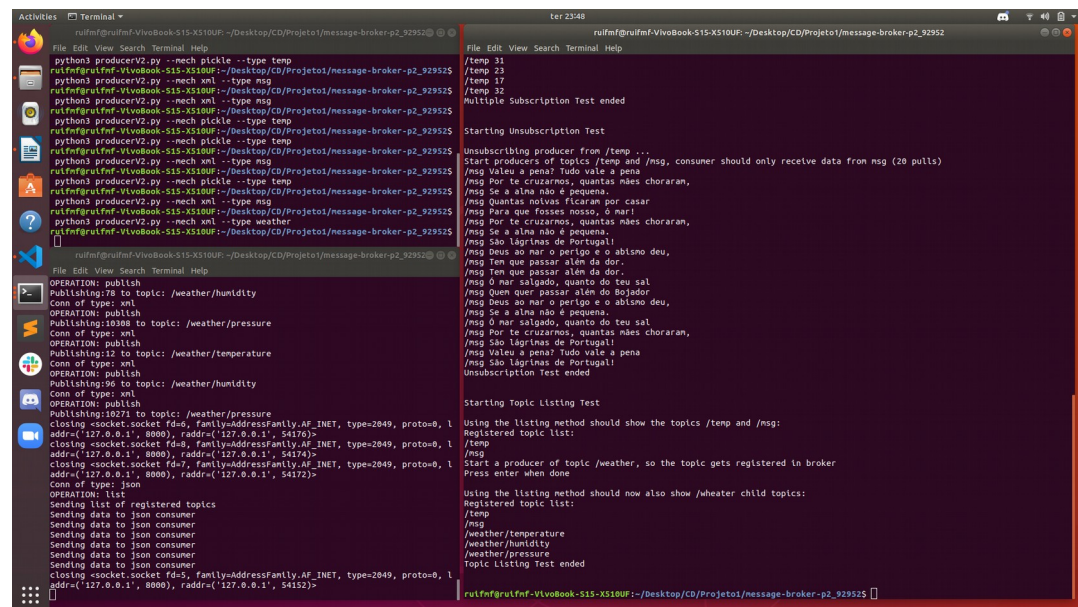 Activities
Terminal
ter 23:48
ruifmf@ruifmf-VivoBook-S15-X510UF: ~/Desktop/CD/Projeto1/message-broker-p2_92952
File Edit View Search Terminal Help
python3 producerV2.py --mech pickle --type temp
ruifmf@ruifmf-VivoBook-S15-X510UF:~/Desktop/CD/Projeto1/message-broker-p2_92952$
python3 producerV2.py --mech xml --type msg
ruifmf@ruifmf-VivoBook-S15-X510UF:~/Desktop/CD/Projeto1/message-broker-p2_92952$
python3 producerV2.py --mech xml --type msg
ruifmf@ruifmf-VivoBook-S15-X510UF:~/Desktop/CD/Projeto1/message-broker-p2_92952$
python3 producerV2.py --mech pickle --type temp
ruifmf@ruifmf-VivoBook-S15-X510UF:~/Desktop/CD/Projeto1/message-broker-p2_92952$
python3 producerV2.py --mech pickle --type temp
ruifmf@ruifmf-VivoBook-S15-X510UF:~/Desktop/CD/Projeto1/message-broker-p2_92952$
python3 producerV2.py --mech xml --type msg
ruifmf@ruifmf-VivoBook-S15-X510UF:~/Desktop/CD/Projeto1/message-broker-p2_92952$
python3 producerV2.py --mech pickle --type temp
ruifmf@ruifmf-VivoBook-S15-X510UF:~/Desktop/CD/Projeto1/message-broker-p2_92952$
python3 producerV2.py --mech xml --type msg
ruifmf@ruifmf-VivoBook-S15-X510UF:~/Desktop/CD/Projeto1/message-broker-p2_92952$
python3 producerV2.py --mech xml --type weather
ruifmf@ruifmf-VivoBook-S15-X510UF:~/Desktop/CD/Projeto1/message-broker-p2_92952$
ruifmf@ruifmf-VivoBook-S15-X510UF: ~/Desktop/CD/Projeto1/message-broker-p2_92952
File Edit View Search Terminal Help
OPERATION: publish
Publishing:78 to topic: /weather/humidity
Conn of type: xml
OPERATION: publish
Publishing:10308 to topic: /weather/pressure
Conn of type: xml
OPERATION: publish
Publishing:12 to topic: /weather/temperature
Conn of type: xml
OPERATION: publish
Publishing:96 to topic: /weather/humidity
Conn of type: xml
OPERATION: publish
Publishing:10271 to topic: /weather/pressure
closing <socket.socket fd=6, family=AddressFamily.AF_INET, type=2049, proto=0, l
addr=('127.0.0.1', 8000), raddr=('127.0.0.1', 54176)>
closing <socket.socket fd=8, family=AddressFamily.AF_INET, type=2049, proto=0, l
addr=('127.0.0.1', 8000), raddr=('127.0.0.1', 54174)>
closing <socket.socket fd=7, family=AddressFamily.AF_INET, type=2049, proto=0, l
addr=('127.0.0.1', 8000), raddr=('127.0.0.1', 54172)>
Conn of type: json
OPERATION: list
Sending list of registered topics
Sending data to json consumer
Sending data to json consumer
Sending data to json consumer
Sending data to json consumer
Sending data to json consumer
Sending data to json consumer
closing <socket.socket fd=5, family=AddressFamily.AF_INET, type=2049, proto=0, l
addr=('127.0.0.1', 8000), raddr=('127.0.0.1', 54152)>
ruifmf@ruifmf-VivoBook-S15-X510UF: ~/Desktop/CD/Projeto1/message-broker-p2_92952
File Edit View Search Terminal Help
/temp 31
/temp 23
/temp 17
/temp 32
Multiple Subscription Test ended
Starting Unsubscription Test
Unsubscribing producer from /temp ...
Start producers of topics /temp and /msg, consumer should only receive data from msg (20 pulls)
/msg Valeu a pena? Tudo vale a pena
/msg Por te cruzarmos, quantas mães choraram,
/msg Se a alma não é pequena.
/msg Quantas noivas ficaram por casar
/msg Para que fosses nosso, ó mar!
/msg Por te cruzarmos, quantas mães choraram,
/msg Se a alma não é pequena.
/msg São lágrimas de Portugal!
/msg Deus ao mar o perigo e o abismo deu,
/msg Tem que passar além da dor.
/msg Tem que passar além da dor.
/msg Ó mar salgado, quanto do teu sal
/msg Quem quer passar além do Bojador
/msg Deus ao mar o perigo e o abismo deu,
/msg Se a alma não é pequena.
/msg Ó mar salgado, quanto do teu sal
/msg Por te cruzarmos, quantas mães choraram,
/msg São lágrimas de Portugal!
/msg Valeu a pena? Tudo vale a pena
/msg São lágrimas de Portugal!
Unsubscription Test ended
Starting Topic Listing Test
Using the listing method should show the topics /temp and /msg:
Registered topic list:
/temp
/msg
Start a producer of topic /weather, so the topic gets registered in broker
Press enter when done
Using the listing method should now also show /wheater child topics:
Registered topic list:
/temp
/msg
/weather/temperature
/weather/humidity
/weather/pressure
Topic Listing Test ended
ruifmf@ruifmf-VivoBook-S15-X510UF:~/Desktop/CD/Projeto1/message-broker-p2_92952$